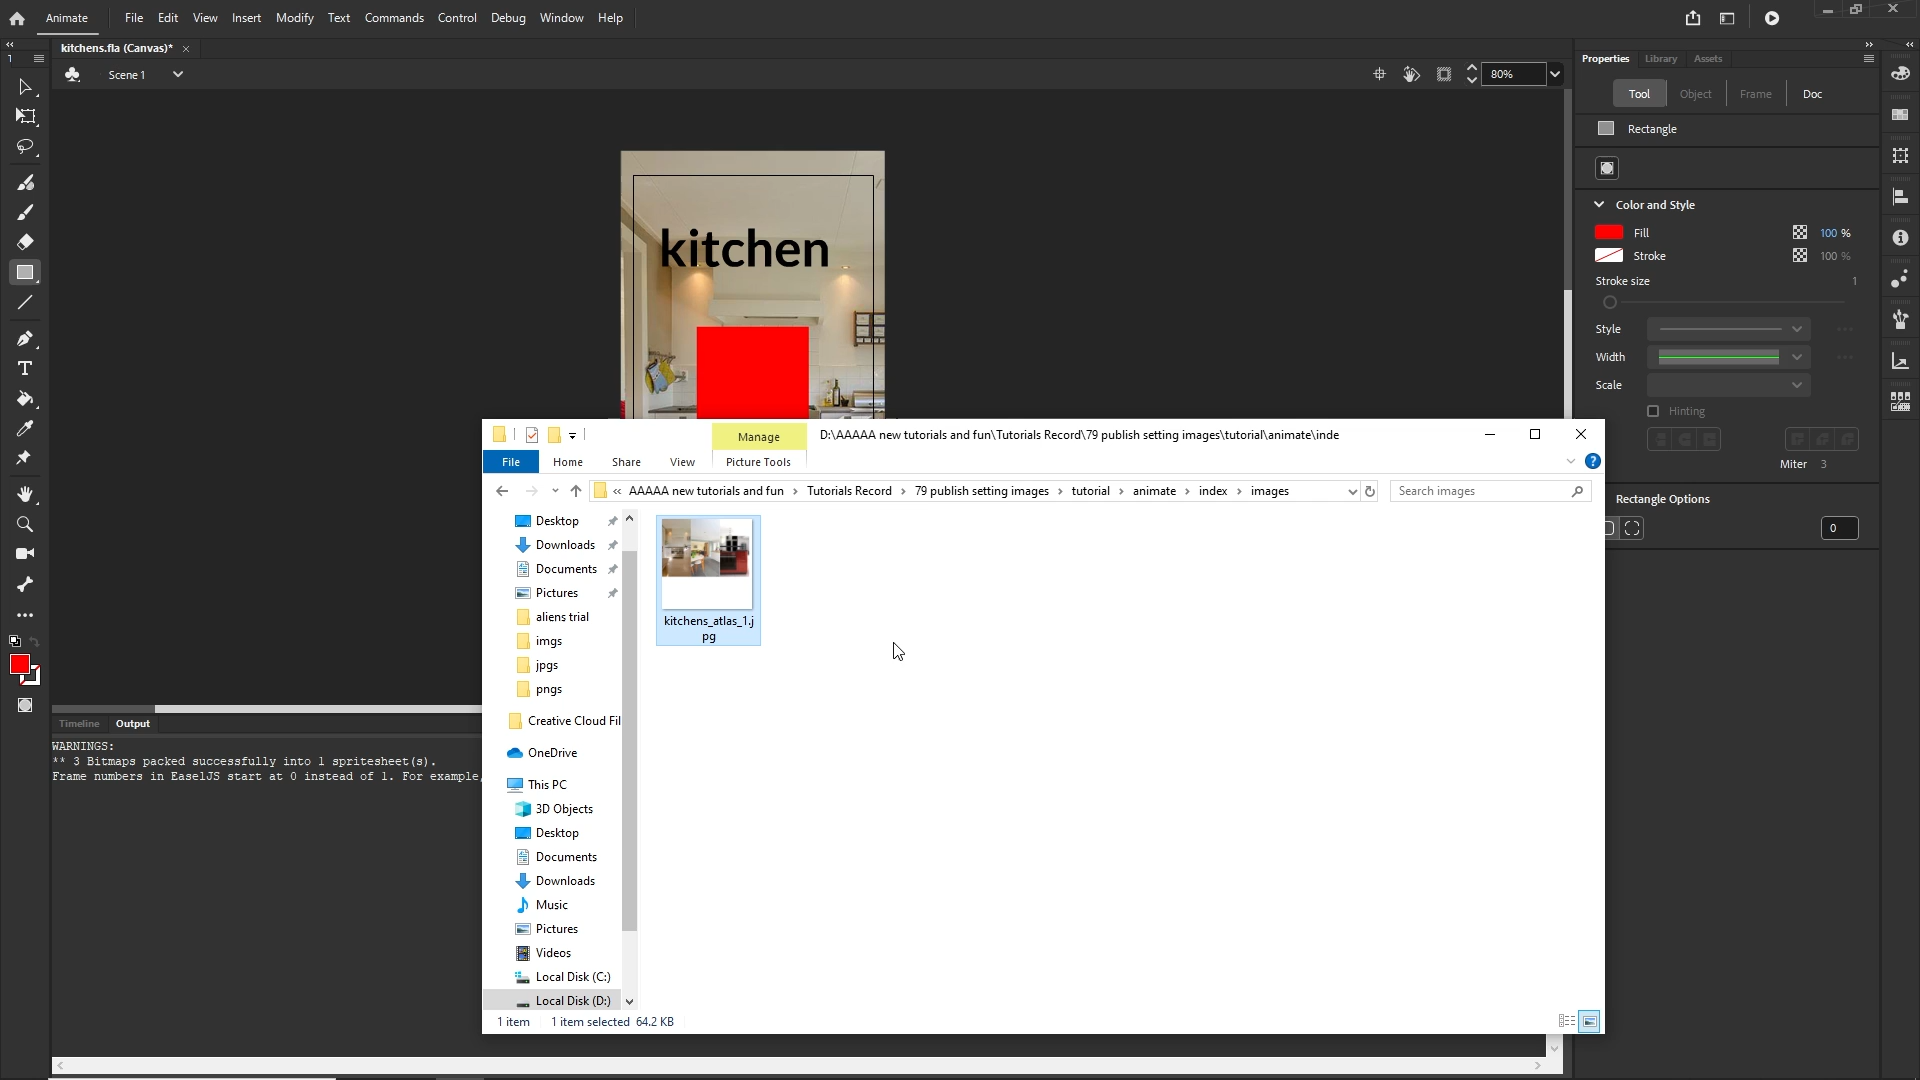 Animate File Edit View Insert Modify Text Commands Control Debug Window Help
kitchens.fla (Canvas)*
Scene 1
80%
kitchen
Properties Library Assets
Tool Object Frame Doc
Rectangle
Color and Style
Fill 100 %
Stroke 100 %
Stroke size 1
Style
Width
Scale
Hinting
Miter 3
Rectangle Options
0
Timeline Output
WARNINGS:
** 3 Bitmaps packed successfully into 1 spritesheet(s).
Frame numbers in EaselJS start at 0 instead of 1. For example,
Manage D:\AAAAA new tutorials and fun\Tutorials Record\79 publish setting images\tutorial\animate\inde
File Home Share View Picture Tools
« AAAAA new tutorials and fun › Tutorials Record › 79 publish setting images › tutorial › animate › index › images
Search images
Desktop
Downloads
Documents
Pictures
aliens trial
imgs
jpgs
pngs
Creative Cloud Fil
OneDrive
This PC
3D Objects
Desktop
Documents
Downloads
Music
Pictures
Videos
Local Disk (C:)
Local Disk (D:)
kitchens_atlas_1.j
pg
1 item 1 item selected 64.2 KB